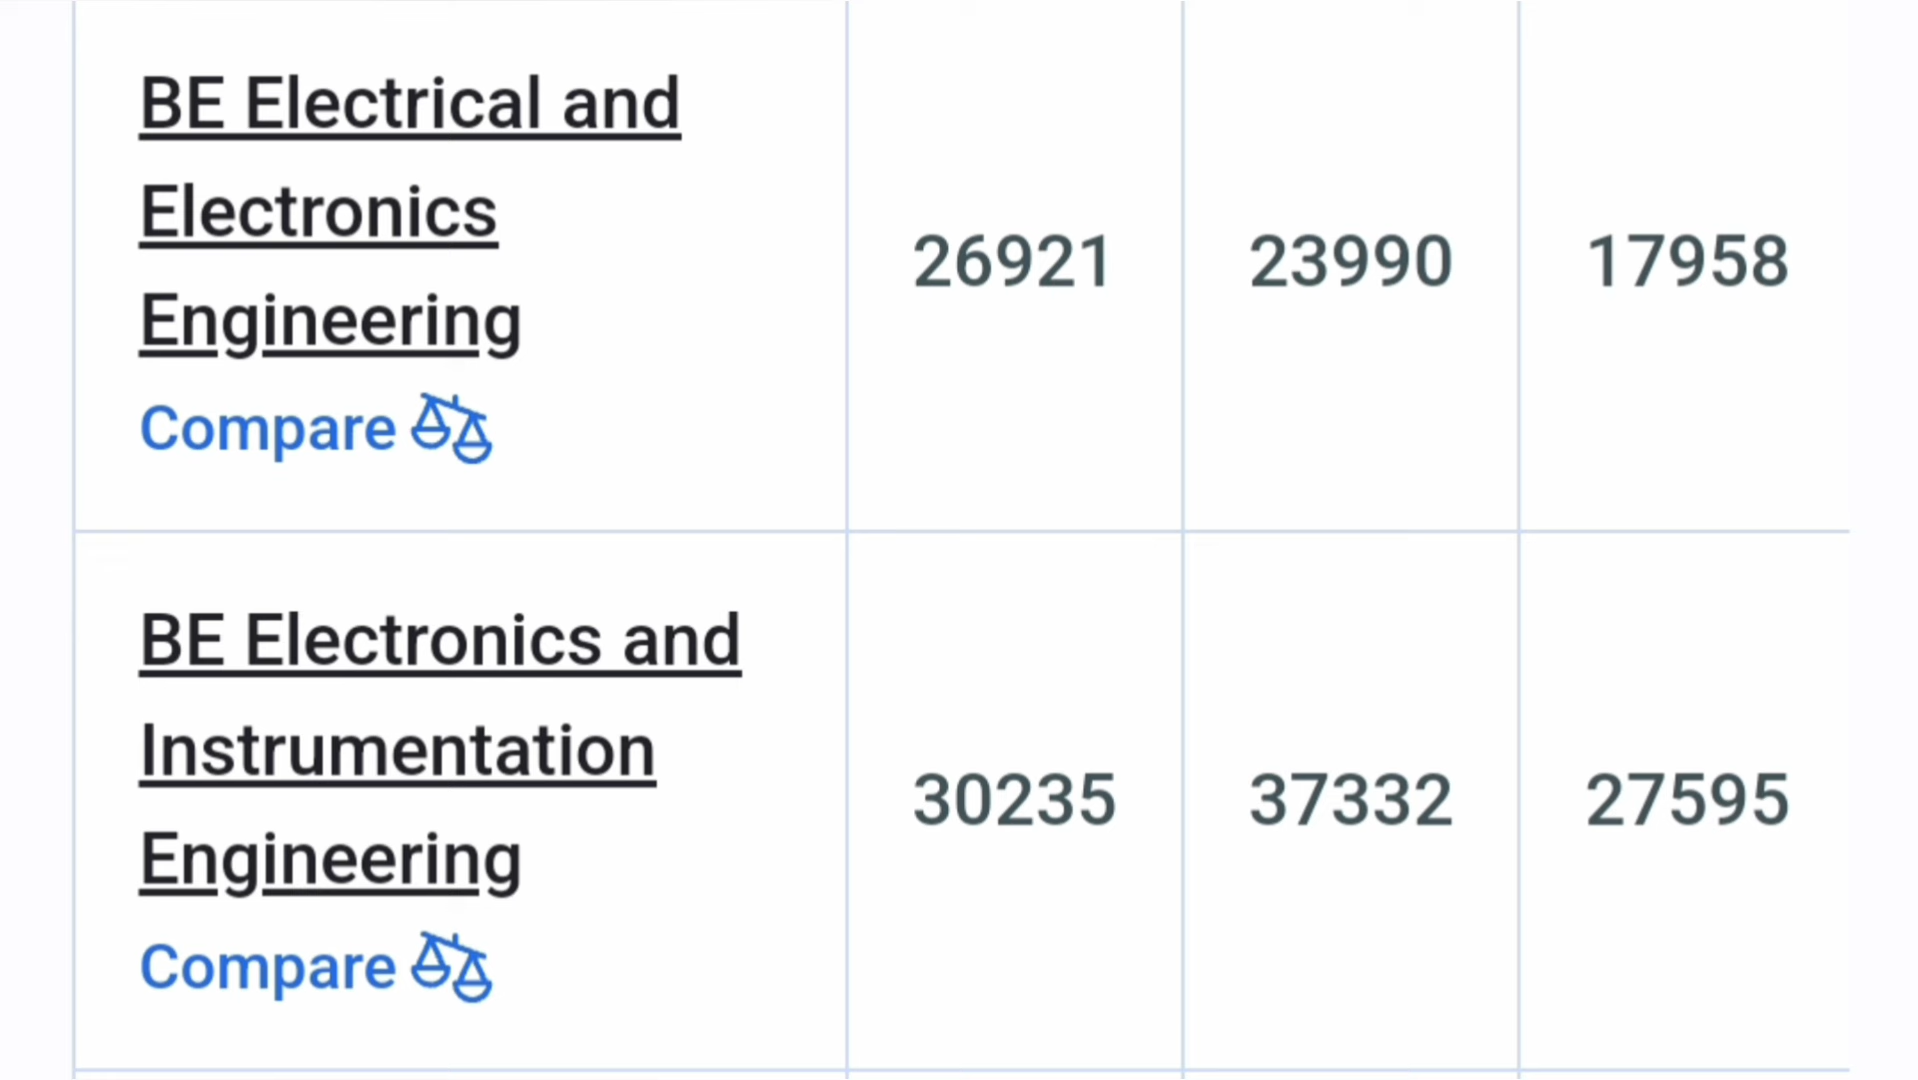 BE Electrical and
Electronics
Engineering
Compare
26921 23990 17958
BE Electronics and
Instrumentation
Engineering
Compare
30235 37332 27595